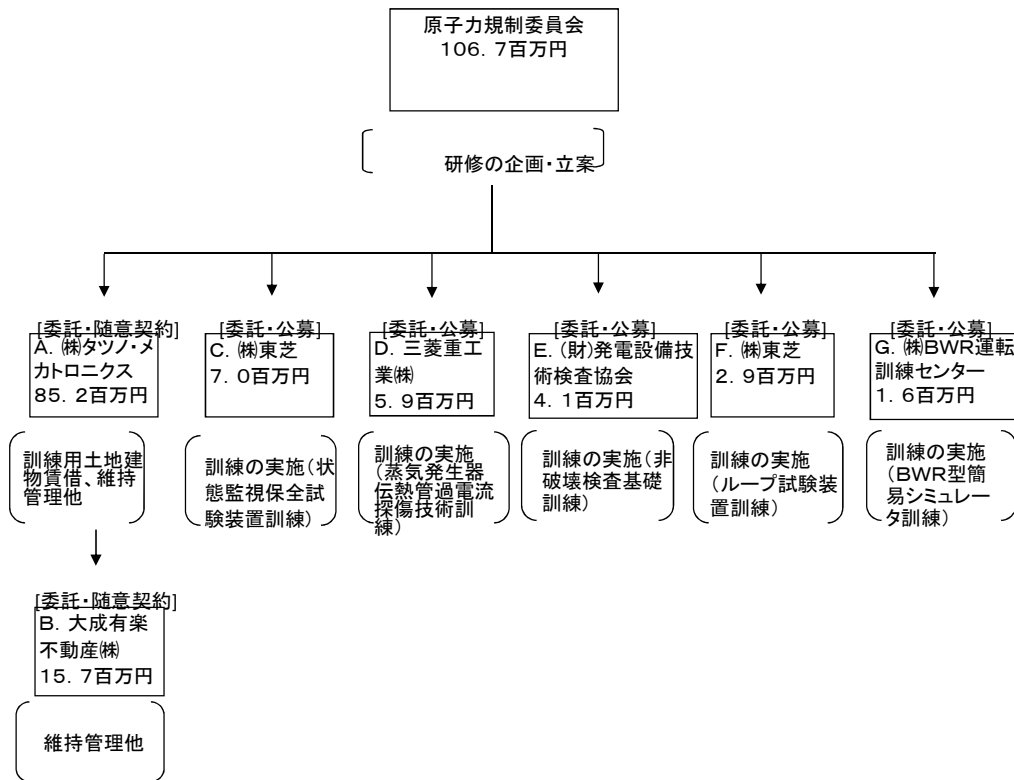 原子力規制委員会
106．7百万円
研修の企画・立案
[委託・随意契約]
A．㈱タツノ・メ
カトロニクス
85．2百万円
訓練用土地建
物賃借、維持
管理他
[委託・公募]
C．㈱東芝
7．0百万円
訓練の実施（状
態監視保全試
験装置訓練）
[委託・公募]
D．三菱重工
業㈱
5．9百万円
訓練の実施
（蒸気発生器
伝熱管過電流
探傷技術訓
練）
[委託・公募]
E．（財）発電設備技
術検査協会
4．1百万円
訓練の実施（非
破壊検査基礎
訓練）
[委託・公募]
F．㈱東芝
2．9百万円
訓練の実施
（ループ試験装
置訓練）
[委託・公募]
G．㈱BWR運転
訓練センター
1．6百万円
訓練の実施
（BWR型簡
易シミュレー
タ訓練）
[委託・随意契約]
B．大成有楽
不動産㈱
15．7百万円
維持管理他